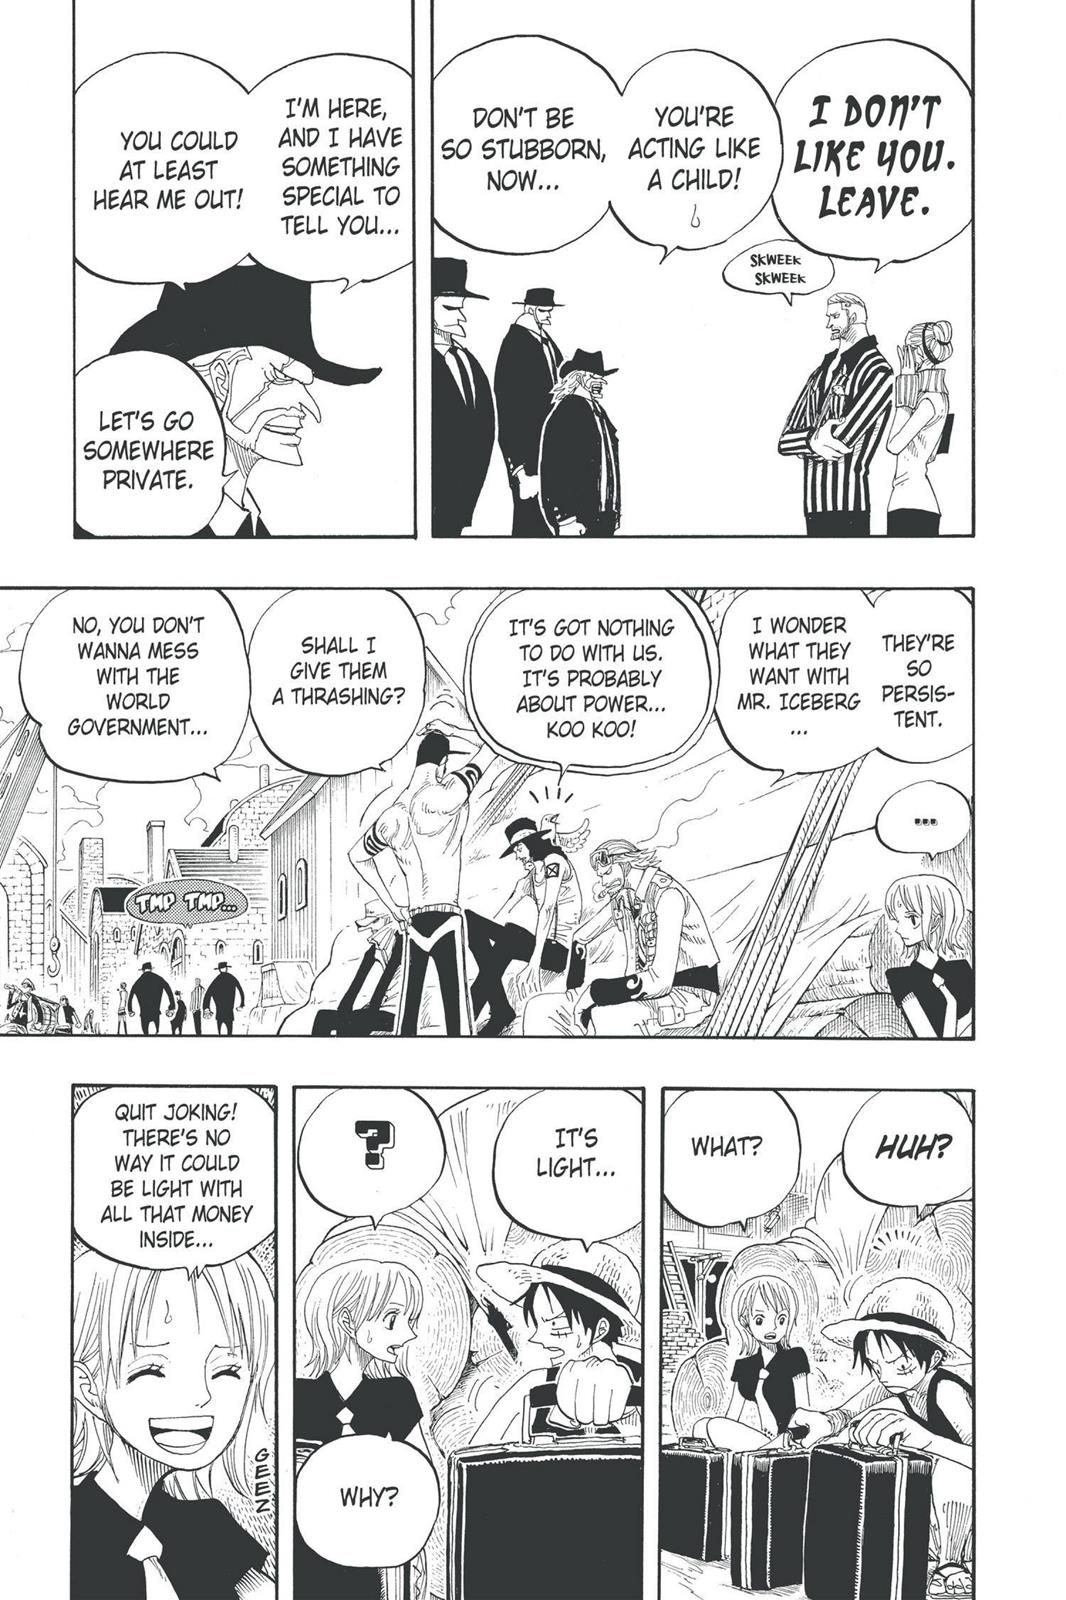 I DON'T
LIKE YOU.
LEAVE.
SKWEEK
SKWEEK
YOU'RE
ACTING LIKE
A CHILD!
DON'T BE
SO STUBBORN,
NOW...
I'M HERE,
AND I HAVE
SOMETHING
SPECIAL TO
TELL YOU...
YOU COULD
AT LEAST
HEAR ME OUT!
LET'S GO
SOMEWHERE
PRIVATE.
THEY'RE
SO
PERSIS-
TENT.
I WONDER
WHAT THEY
WANT WITH
MR. ICEBERG
...
IT'S GOT NOTHING
TO DO WITH US.
IT'S PROBABLY
ABOUT POWER...
KOO KOO!
SHALL I
GIVE THEM
A THRASHING?
NO, YOU DON'T
WANNA MESS
WITH THE
WORLD
GOVERNMENT...
...
TMP TMP...
HUH?
WHAT?
IT'S
LIGHT...
?
WHY?
QUIT JOKING!
THERE'S NO
WAY IT COULD
BE LIGHT WITH
ALL THAT MONEY
INSIDE...
GEEZ